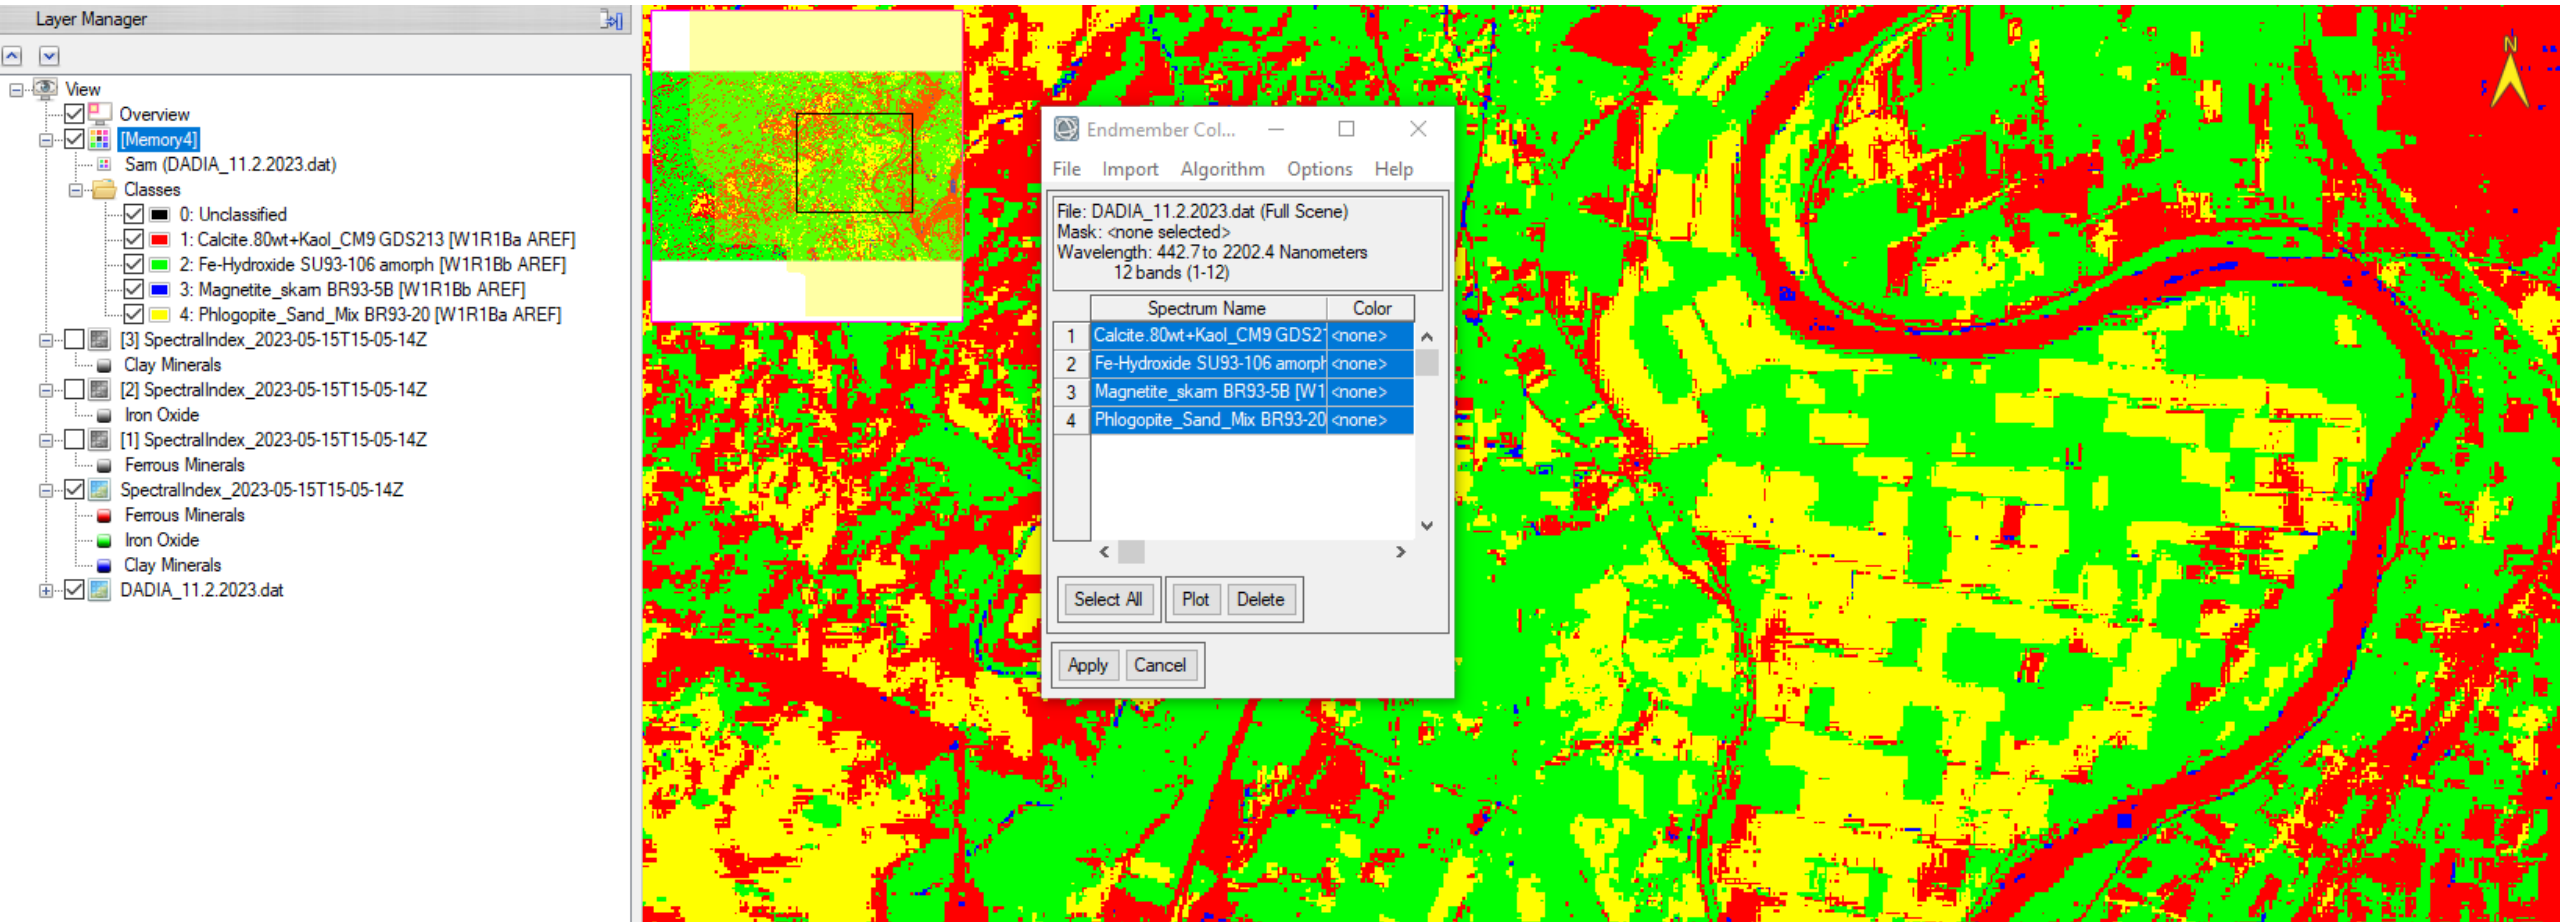 Layer Manager
View
Overview
[Memory4]
Sam (DADIA_11.2.2023.dat)
Classes
0: Unclassified
1: Calcite.80wt+Kaol_CM9 GDS213 [W1R1Ba AREF]
2: Fe-Hydroxide SU93-106 amorph [W1R1Bb AREF]
3: Magnetite_skarn BR93-5B [W1R1Bb AREF]
4: Phlogopite_Sand_Mix BR93-20 [W1R1Ba AREF]
[3] SpectralIndex_2023-05-15T15-05-14Z
Clay Minerals
[2] SpectralIndex_2023-05-15T15-05-14Z
Iron Oxide
[1] SpectralIndex_2023-05-15T15-05-14Z
Ferrous Minerals
SpectralIndex_2023-05-15T15-05-14Z
Ferrous Minerals
Iron Oxide
Clay Minerals
DADIA_11.2.2023.dat
Endmember Col...
File Import Algorithm Options Help
File: DADIA_11.2.2023.dat (Full Scene)
Mask: <none selected>
Wavelength: 442.7 to 2202.4 Nanometers
12 bands (1-12)
Spectrum Name Color
1 Calcite.80wt+Kaol_CM9 GDS21 <none>
2 Fe-Hydroxide SU93-106 amorph <none>
3 Magnetite_skarn BR93-5B [W1 <none>
4 Phlogopite_Sand_Mix BR93-20 <none>
Select All Plot Delete
Apply Cancel
N